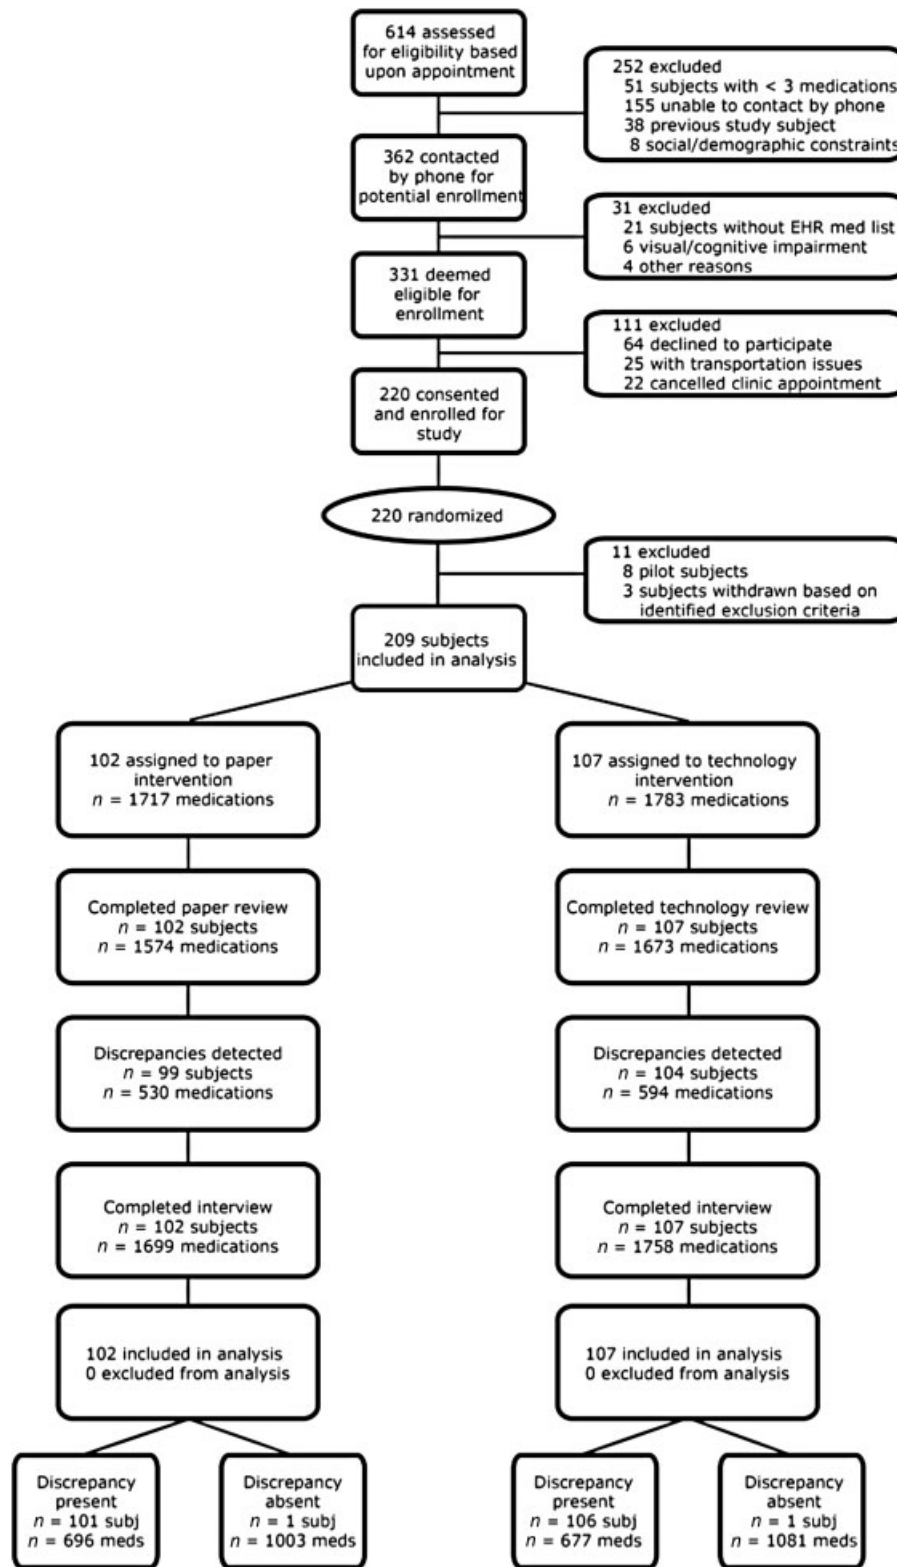 614 assessed
for eligibility based
upon appointment
252 excluded
51 subjects with < 3 medications
155 unable to contact by phone
38 previous study subject
8 social/demographic constraints
362 contacted
by phone for
potential enrollment
31 excluded
21 subjects without EHR med list
6 visual/cognitive impairment
4 other reasons
331 deemed
eligible for
enrollment
111 excluded
64 declined to participate
25 with transportation issues
22 cancelled clinic appointment
220 consented
and enrolled for
study
220 randomized
11 excluded
8 pilot subjects
3 subjects withdrawn based on
identified exclusion criteria
209 subjects
included in analysis
102 assigned to paper
intervention
n = 1717 medications
107 assigned to technology
intervention
n = 1783 medications
Completed paper review
n = 102 subjects
n = 1574 medications
Completed technology review
n = 107 subjects
n = 1673 medications
Discrepancies detected
n = 99 subjects
n = 530 medications
Discrepancies detected
n = 104 subjects
n = 594 medications
Completed interview
n = 102 subjects
n = 1699 medications
Completed interview
n = 107 subjects
n = 1758 medications
102 included in analysis
0 excluded from analysis
107 included in analysis
0 excluded from analysis
Discrepancy
present
n = 101 subj
n = 696 meds
Discrepancy
absent
n = 1 subj
n = 1003 meds
Discrepancy
present
n = 106 subj
n = 677 meds
Discrepancy
absent
n = 1 subj
n = 1081 meds